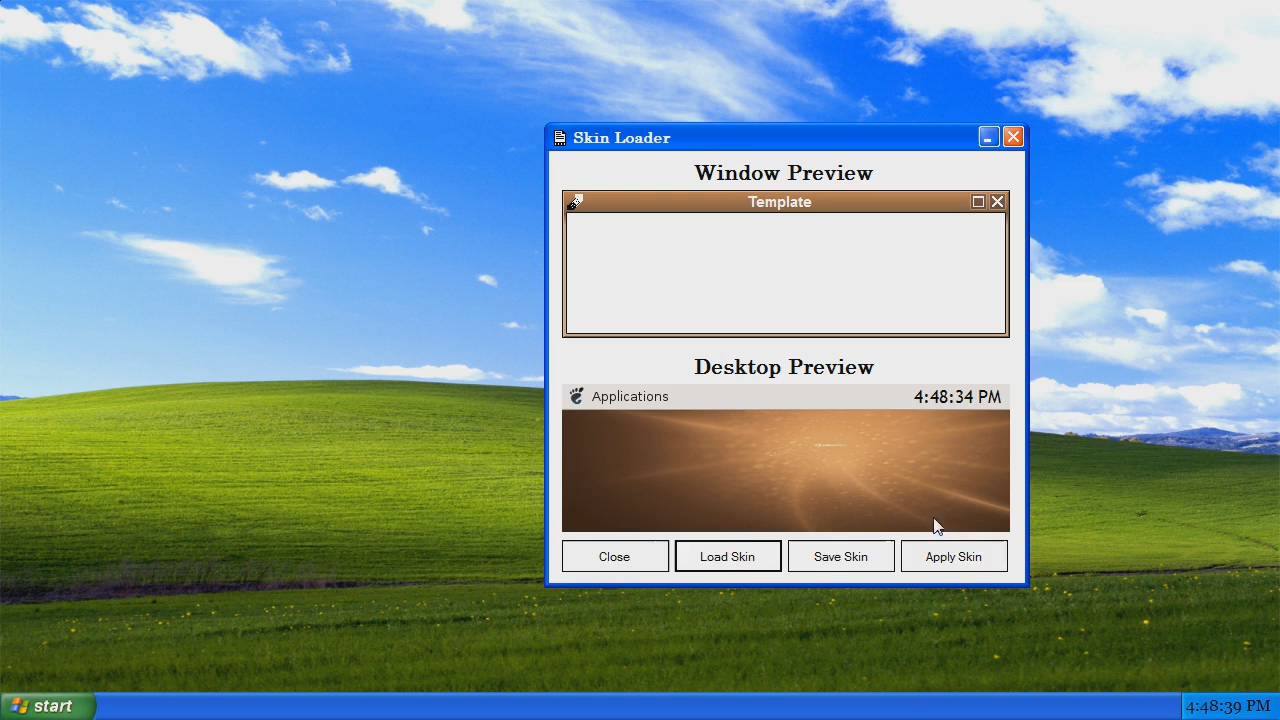 Skin Loader
Window Preview
Template
Desktop Preview
Applications 4:48:34 PM
Close Load Skin Save Skin Apply Skin
start 4:48:39 PM